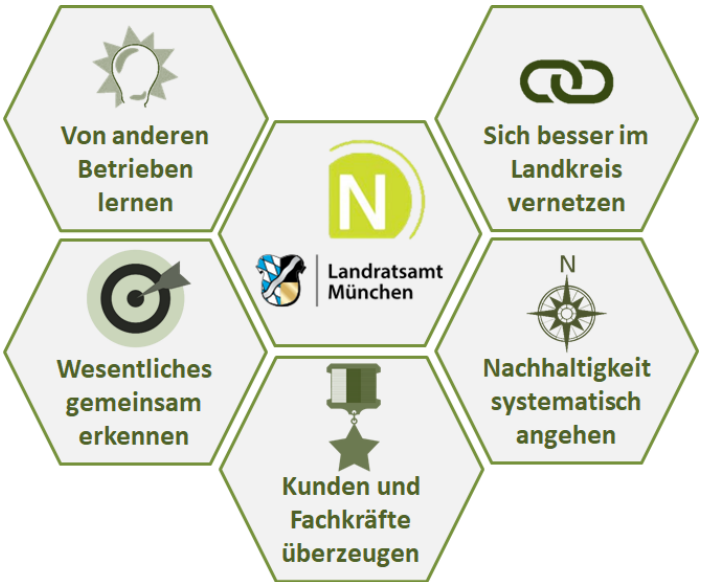 Von anderen
Betrieben
lernen
Sich besser im
Landkreis
vernetzen
N
Landratsamt
München
Wesentliches
gemeinsam
erkennen
N
Nachhaltigkeit
systematisch
angehen
Kunden und
Fachkräfte
überzeugen